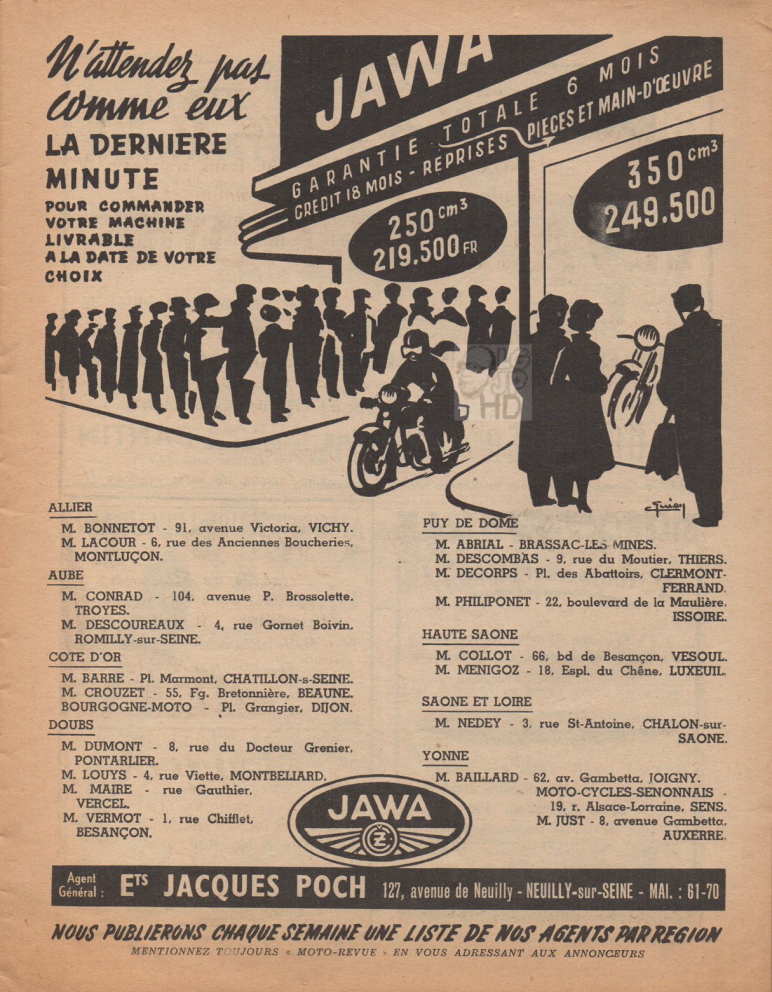 N'attendez pas
comme eux
LA DERNIERE
MINUTE
POUR COMMANDER
VOTRE MACHINE
LIVRABLE
A LA DATE DE VOTRE
CHOIX
JAWA
GARANTIE TOTALE 6 MOIS
CREDIT 18 MOIS - REPRISES PIECES ET MAIN-D'ŒUVRE
250 cm3
219.500 FR
350 cm3
249.500
HD
Guisy
ALLIER
M. BONNETOT - 91, avenue Victoria, VICHY.
M. LACOUR - 6, rue des Anciennes Boucheries,
MONTLUÇON.
AUBE
M. CONRAD - 104, avenue P. Brossolette,
TROYES.
M. DESCOUREAUX - 4, rue Gornet Boivin,
ROMILLY-sur-SEINE.
COTE D'OR
M. BARRE - Pl. Marmont, CHATILLON-s-SEINE.
M. CROUZET - 55, Fg. Bretonnière, BEAUNE.
BOURGOGNE-MOTO - Pl. Grangier, DIJON.
DOUBS
M. DUMONT - 8, rue du Docteur Grenier,
PONTARLIER.
M. LOUYS - 4, rue Viette, MONTBELIARD.
M. MAIRE - rue Gauthier,
VERCEL.
M. VERMOT - 1, rue Chifflet,
BESANÇON.
PUY DE DOME
M. ABRIAL - BRASSAC-LES MINES.
M. DESCOMBAS - 9, rue du Moutier, THIERS.
M. DECORPS - Pl. des Abattoirs, CLERMONT-
FERRAND.
M. PHILIPONET - 22, boulevard de la Maulière,
ISSOIRE.
HAUTE SAONE
M. COLLOT - 66, bd de Besançon, VESOUL.
M. MENIGOZ - 18, Espl. du Chêne, LUXEUIL.
SAONE ET LOIRE
M. NEDEY - 3, rue St-Antoine, CHALON-sur-
SAONE.
YONNE
M. BAILLARD - 62, av. Gambetta, JOIGNY.
MOTO-CYCLES-SENONNAIS -
19, r. Alsace-Lorraine, SENS.
M. JUST - 8, avenue Gambetta,
AUXERRE.
JAWA
ČZ
Agent
Général : ETS JACQUES POCH 127, avenue de Neuilly - NEUILLY-sur-SEINE - MAI. : 61-70
NOUS PUBLIERONS CHAQUE SEMAINE UNE LISTE DE NOS AGENTS PAR REGION
MENTIONNEZ TOUJOURS « MOTO-REVUE » EN VOUS ADRESSANT AUX ANNONCEURS